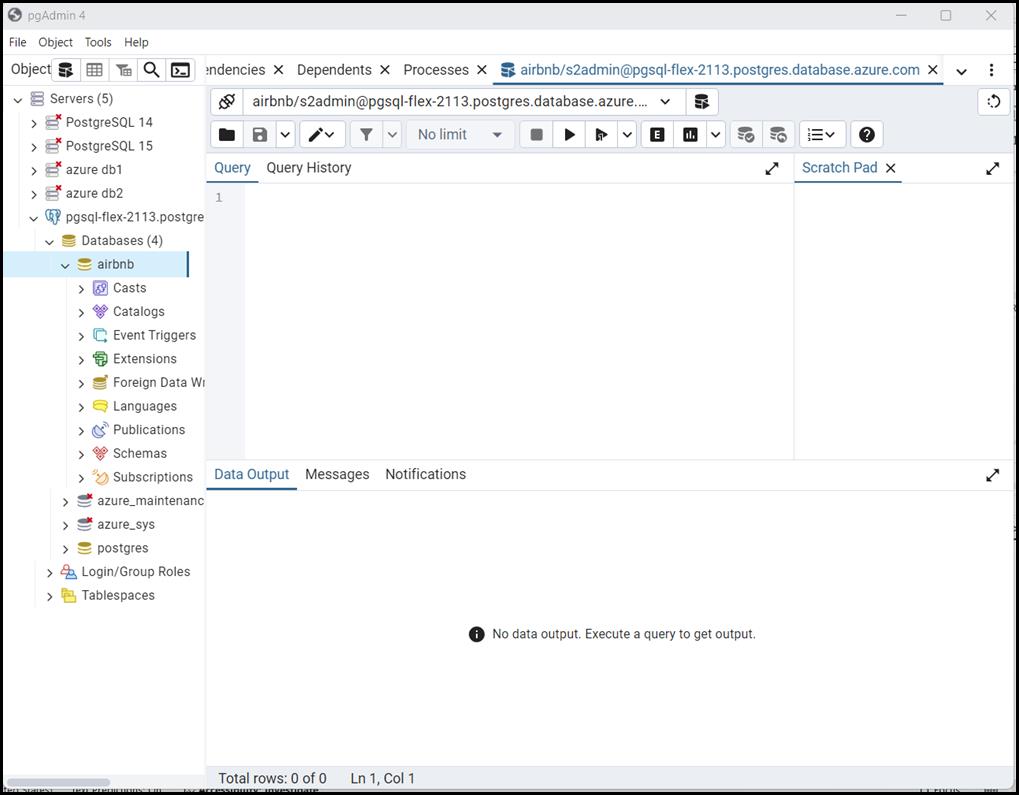 pgAdmin 4
File Object Tools Help
Object
endencies Dependents Processes airbnb/s2admin@pgsql-flex-2113.postgres.database.azure.com
airbnb/s2admin@pgsql-flex-2113.postgres.database.azure....
No limit
E
Query Query History Scratch Pad
1
Servers (5)
PostgreSQL 14
PostgreSQL 15
azure db1
azure db2
pgsql-flex-2113.postgre
Databases (4)
airbnb
Casts
Catalogs
Event Triggers
Extensions
Foreign Data Wr
Languages
Publications
Schemas
Subscriptions
azure_maintenanc
azure_sys
postgres
Login/Group Roles
Tablespaces
Data Output Messages Notifications
No data output. Execute a query to get output.
Total rows: 0 of 0 Ln 1, Col 1